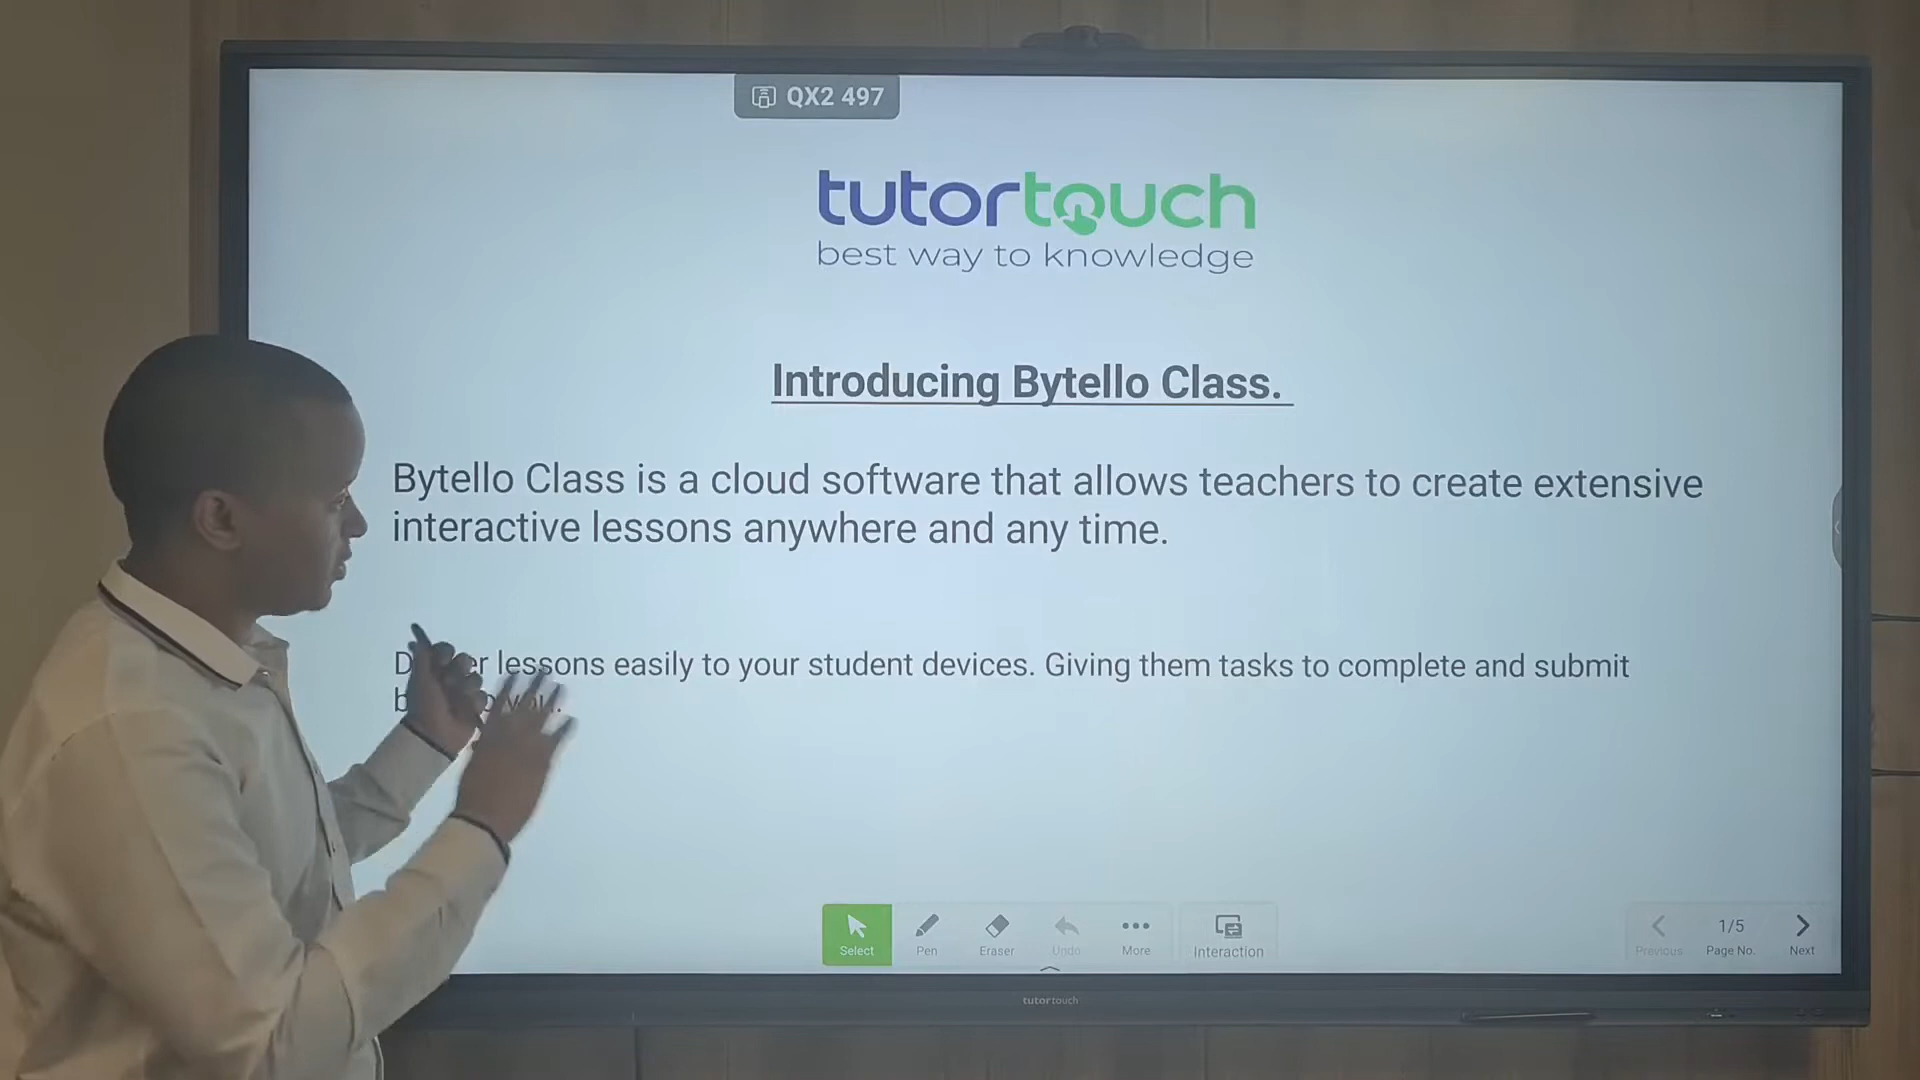 QX2 497
tutortouch
best way to knowledge
Introducing Bytello Class.
Bytello Class is a cloud software that allows teachers to create extensive
interactive lessons anywhere and any time.
lessons easily to your student devices. Giving them tasks to complete and submit
you.
Select
Pen
Eraser
Undo
More
Interaction
Previous
1/5
Page No.
Next
tutortouch